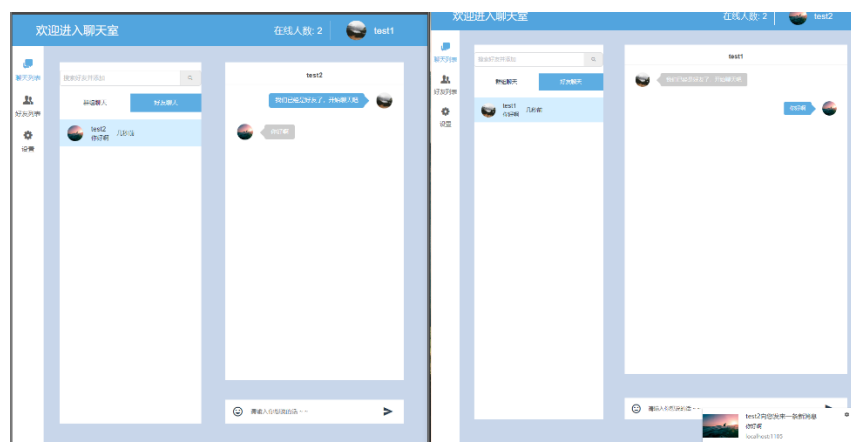 欢迎进入聊天室
在线人数: 2
test1
聊天列表
好友列表
设置
搜索好友并添加
群组聊天
好友聊天
test2
几秒前
你好啊
test2
我们已经是好友了，开始聊天吧
你好啊
请输入你想说的话~~
欢迎进入聊天室
在线人数: 2
test2
聊天列表
好友列表
设置
搜索好友并添加
群组聊天
好友聊天
test1
几秒前
你好啊
test1
我们已经是好友了，开始聊天吧
你好啊
请输入你想说的话~~
test2向您发来一条新消息
你好啊
localhost:1185